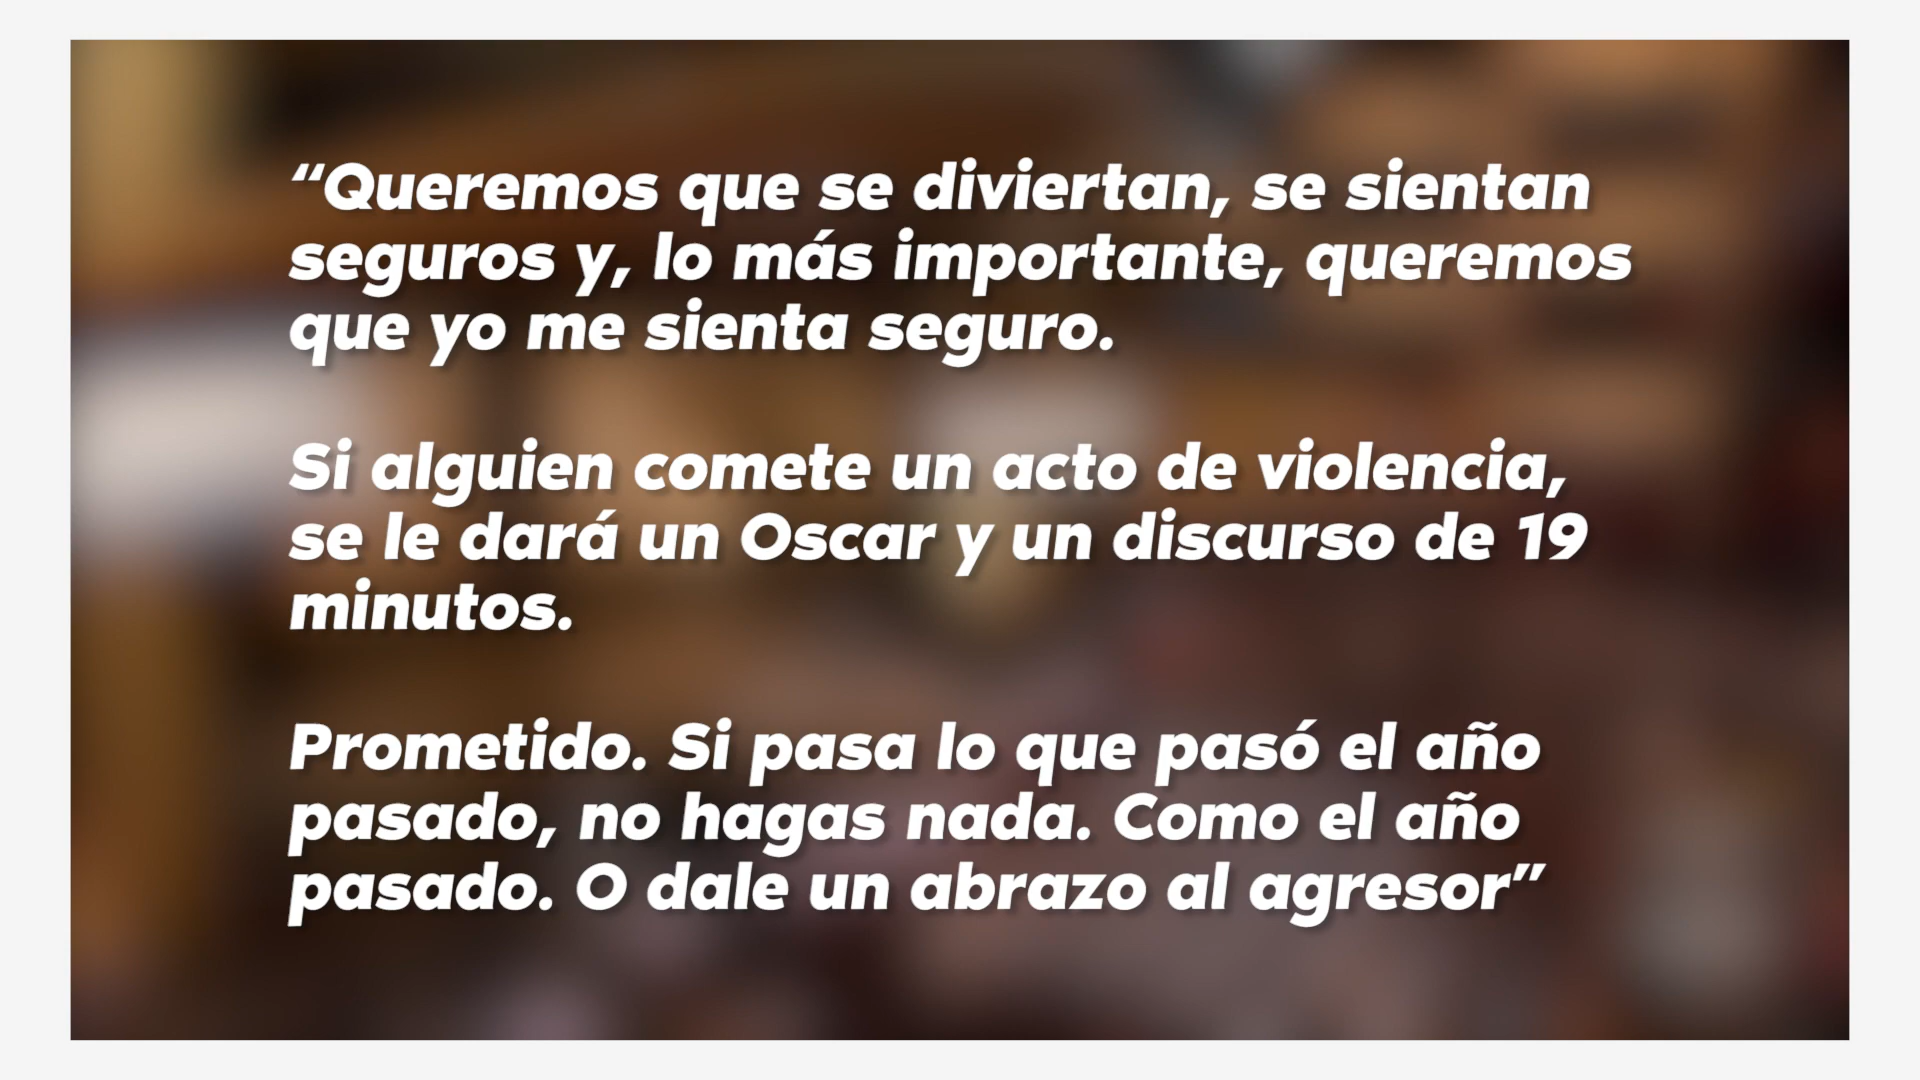 “Queremos que se diviertan, se sientan
seguros y, lo más importante, queremos
que yo me sienta seguro.
Si alguien comete un acto de violencia,
se le dará un Oscar y un discurso de 19
minutos.
Prometido. Si pasa lo que pasó el año
pasado, no hagas nada. Como el año
pasado. O dale un abrazo al agresor”